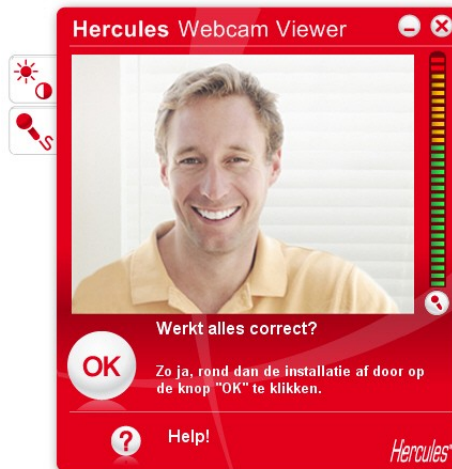 Hercules Webcam Viewer
Werkt alles correct?
OK
Zo ja, rond dan de installatie af door op
de knop "OK" te klikken.
?
Help!
Hercules